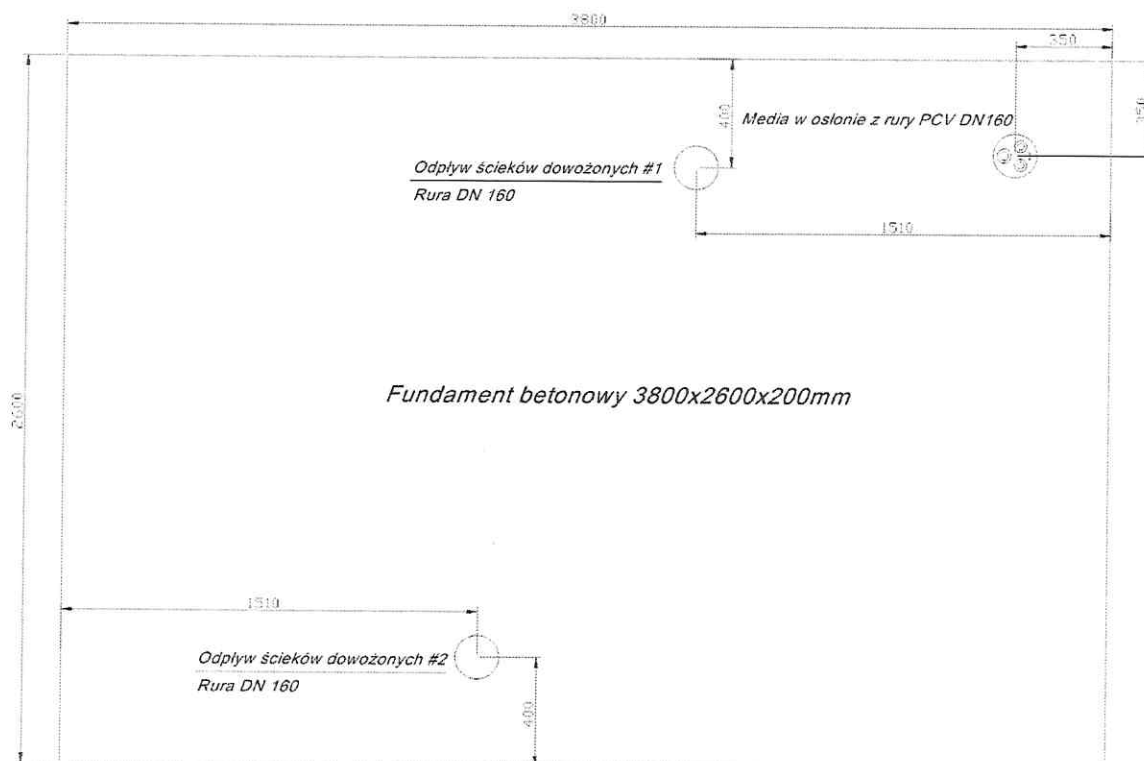 3800
350
350
400
Media w osłonie z rury PCV DN160
Odpływ ścieków dowożonych #1
Rura DN 160
1510
Fundament betonowy 3800x2600x200mm
2600
1510
Odpływ ścieków dowożonych #2
Rura DN 160
400